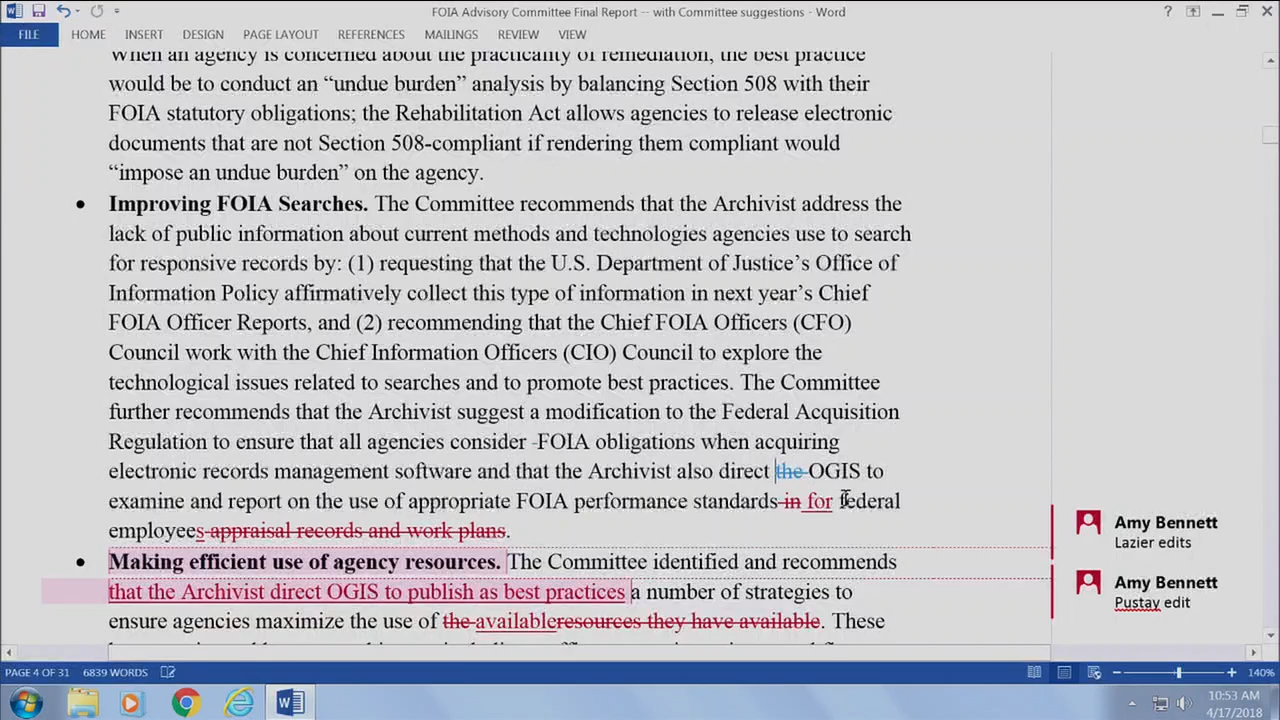 FOIA Advisory Committee Final Report -- with Committee suggestions - Word
FILE HOME INSERT DESIGN PAGE LAYOUT REFERENCES MAILINGS REVIEW VIEW
When an agency is concerned about the practicality of remediation, the best practice
would be to conduct an “undue burden” analysis by balancing Section 508 with their
FOIA statutory obligations; the Rehabilitation Act allows agencies to release electronic
documents that are not Section 508-compliant if rendering them compliant would
“impose an undue burden” on the agency.
• Improving FOIA Searches. The Committee recommends that the Archivist address the
lack of public information about current methods and technologies agencies use to search
for responsive records by: (1) requesting that the U.S. Department of Justice’s Office of
Information Policy affirmatively collect this type of information in next year’s Chief
FOIA Officer Reports, and (2) recommending that the Chief FOIA Officers (CFO)
Council work with the Chief Information Officers (CIO) Council to explore the
technological issues related to searches and to promote best practices. The Committee
further recommends that the Archivist suggest a modification to the Federal Acquisition
Regulation to ensure that all agencies consider -FOIA obligations when acquiring
electronic records management software and that the Archivist also direct the OGIS to
examine and report on the use of appropriate FOIA performance standards in for federal
employees appraisal records and work plans.
• Making efficient use of agency resources. The Committee identified and recommends
that the Archivist direct OGIS to publish as best practices a number of strategies to
ensure agencies maximize the use of the availableresources they have available. These
Amy Bennett
Lazier edits
Amy Bennett
Pustay edit
PAGE 4 OF 31 6839 WORDS
140%
10:53 AM
4/17/2018